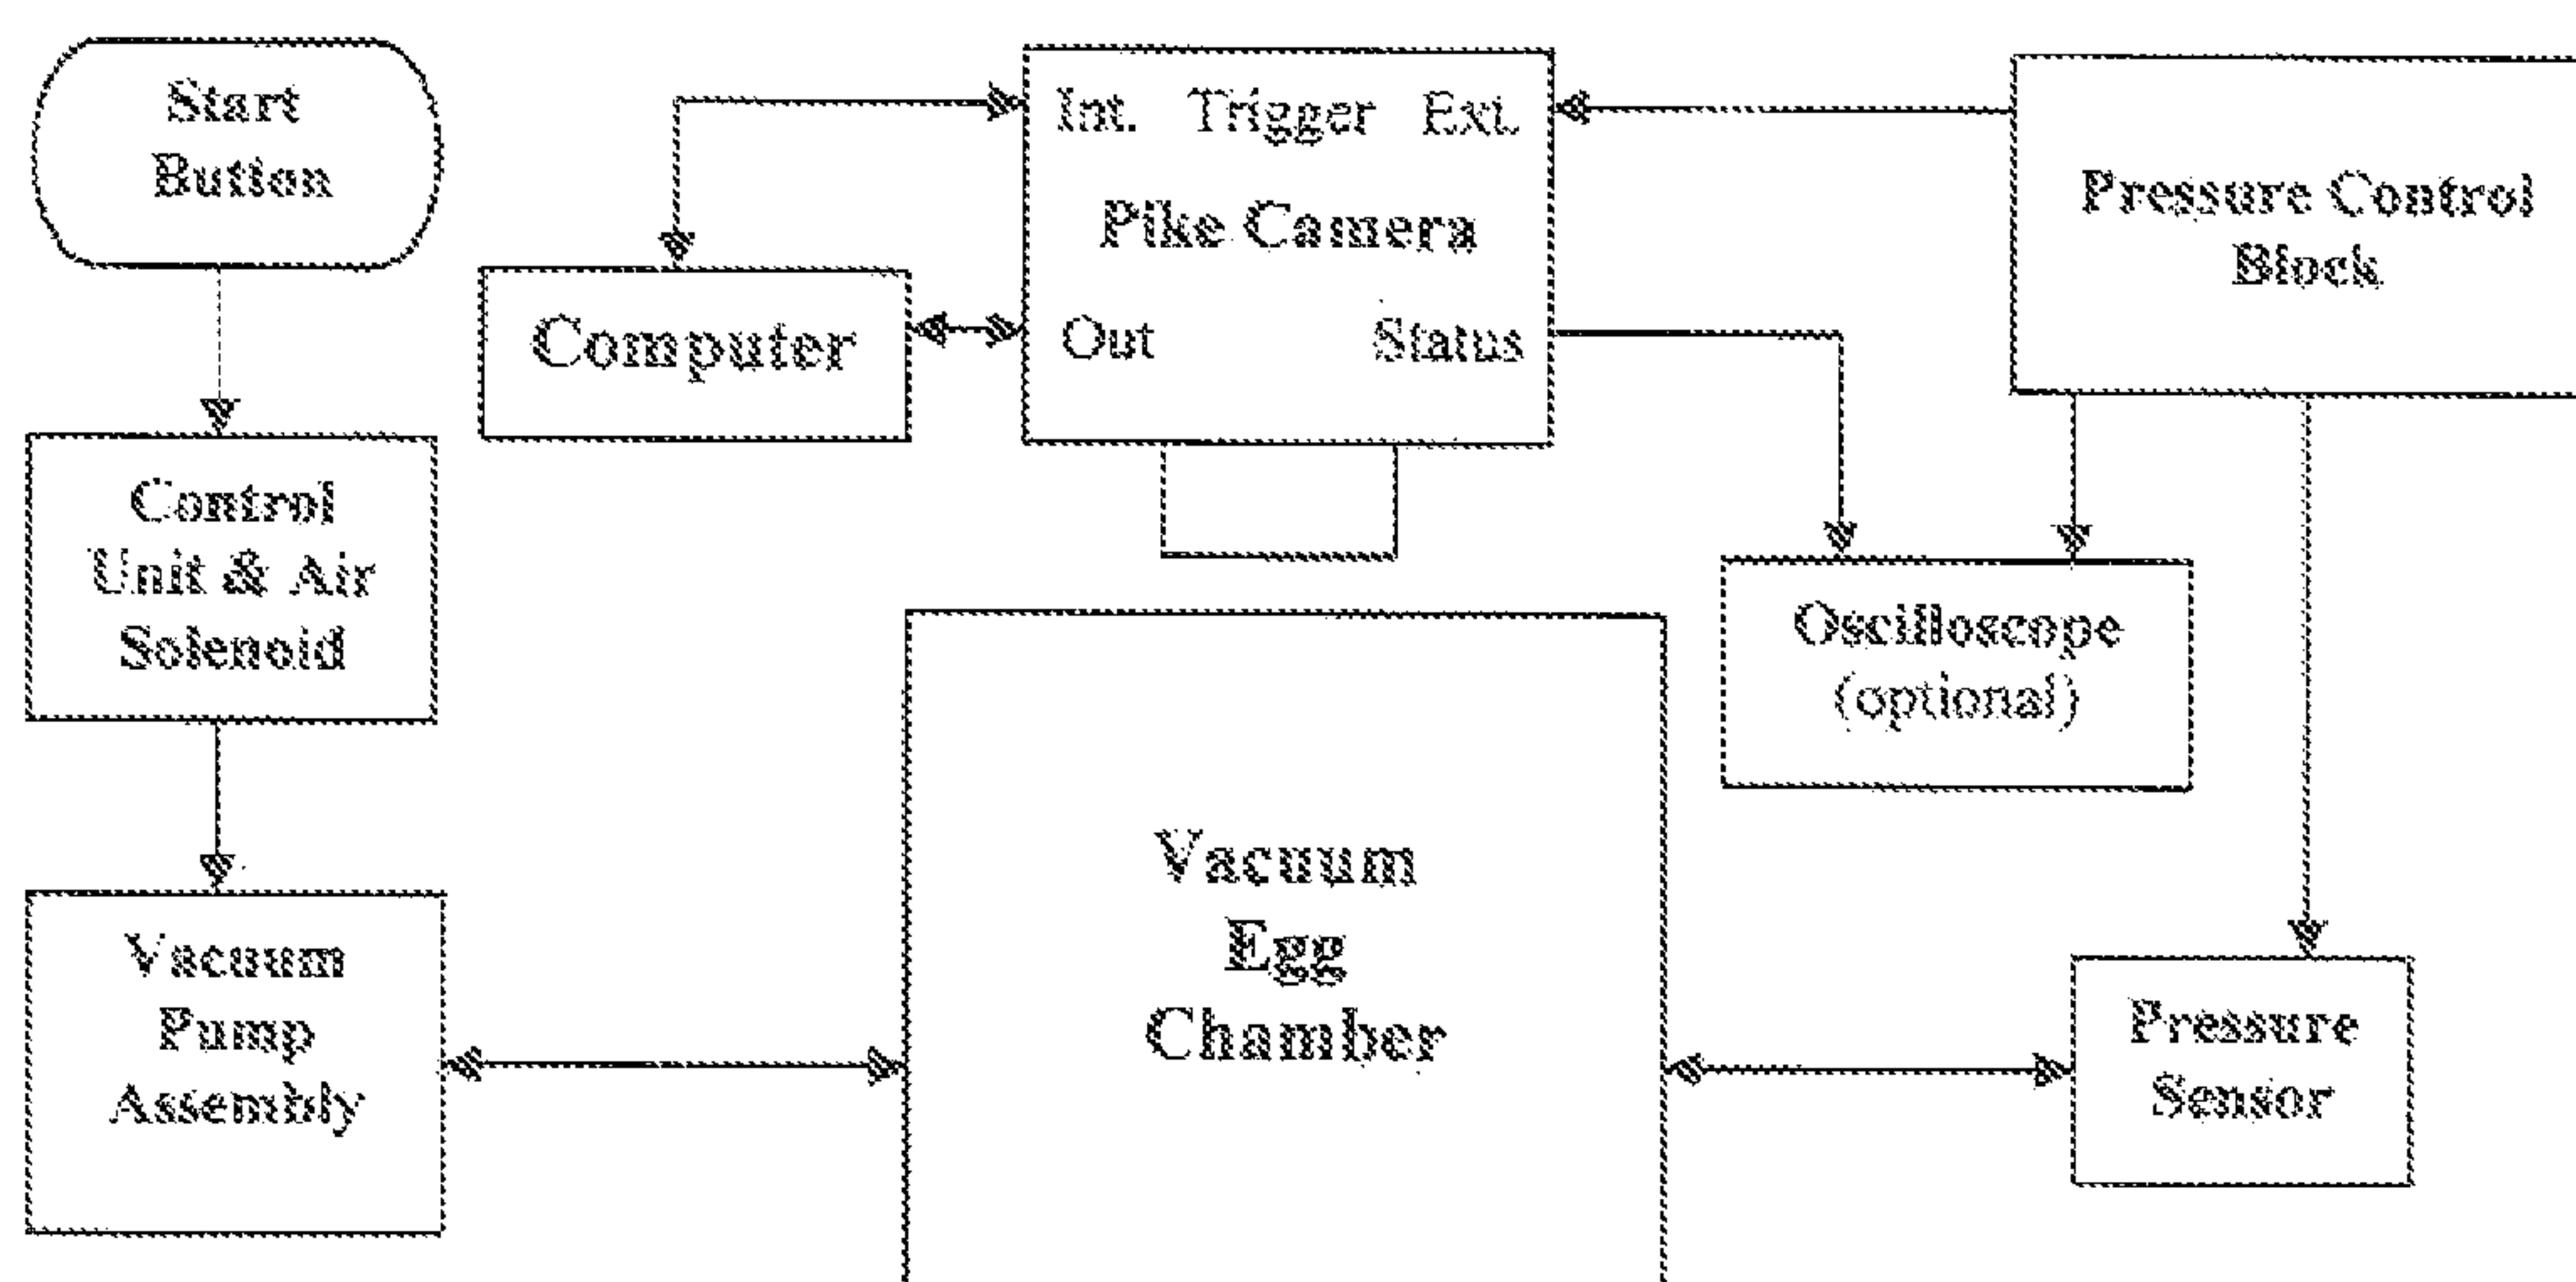 Start
Button
Int. Trigger Ext.
Pike Camera
Out Status
Pressure Control
Block
Computer
Control
Unit & Air
Solenoid
Oscilloscope
(optional)
Vacuum
Egg
Chamber
Vacuum
Pump
Assembly
Pressure
Sensor